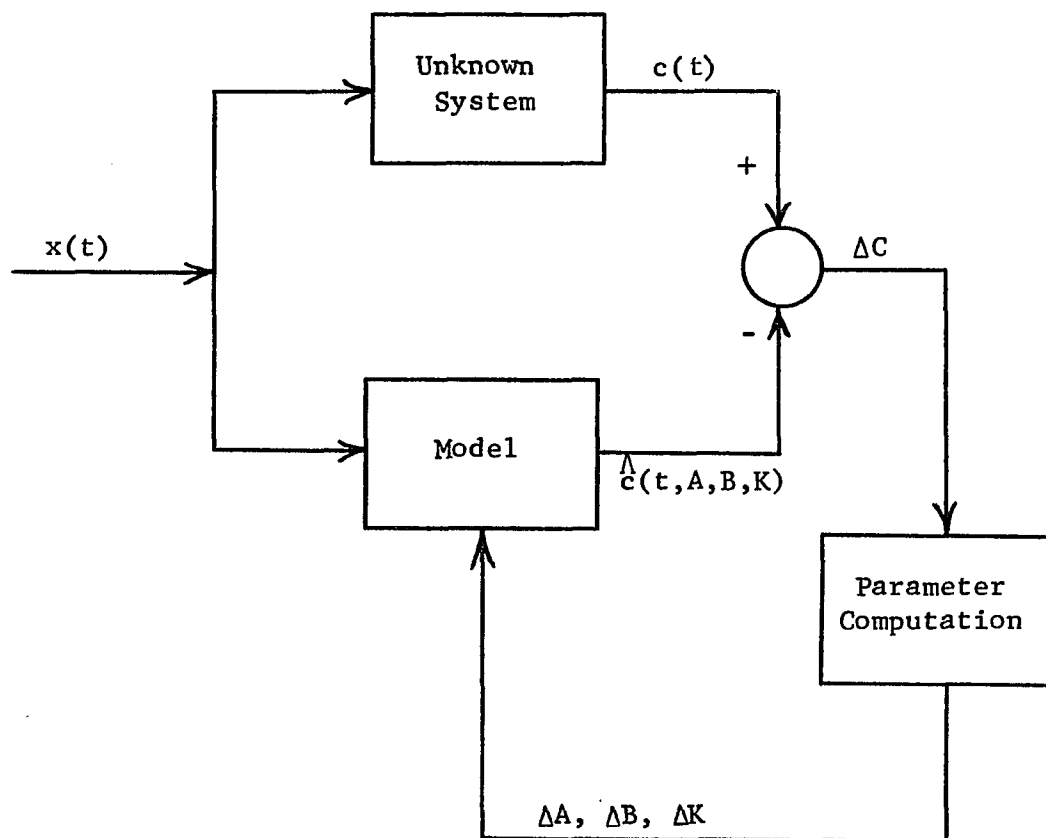 Unknown
System
c(t)
+
x(t)
ΔC
-
Model
ĉ(t,A,B,K)
Parameter
Computation
ΔA, ΔB, ΔK